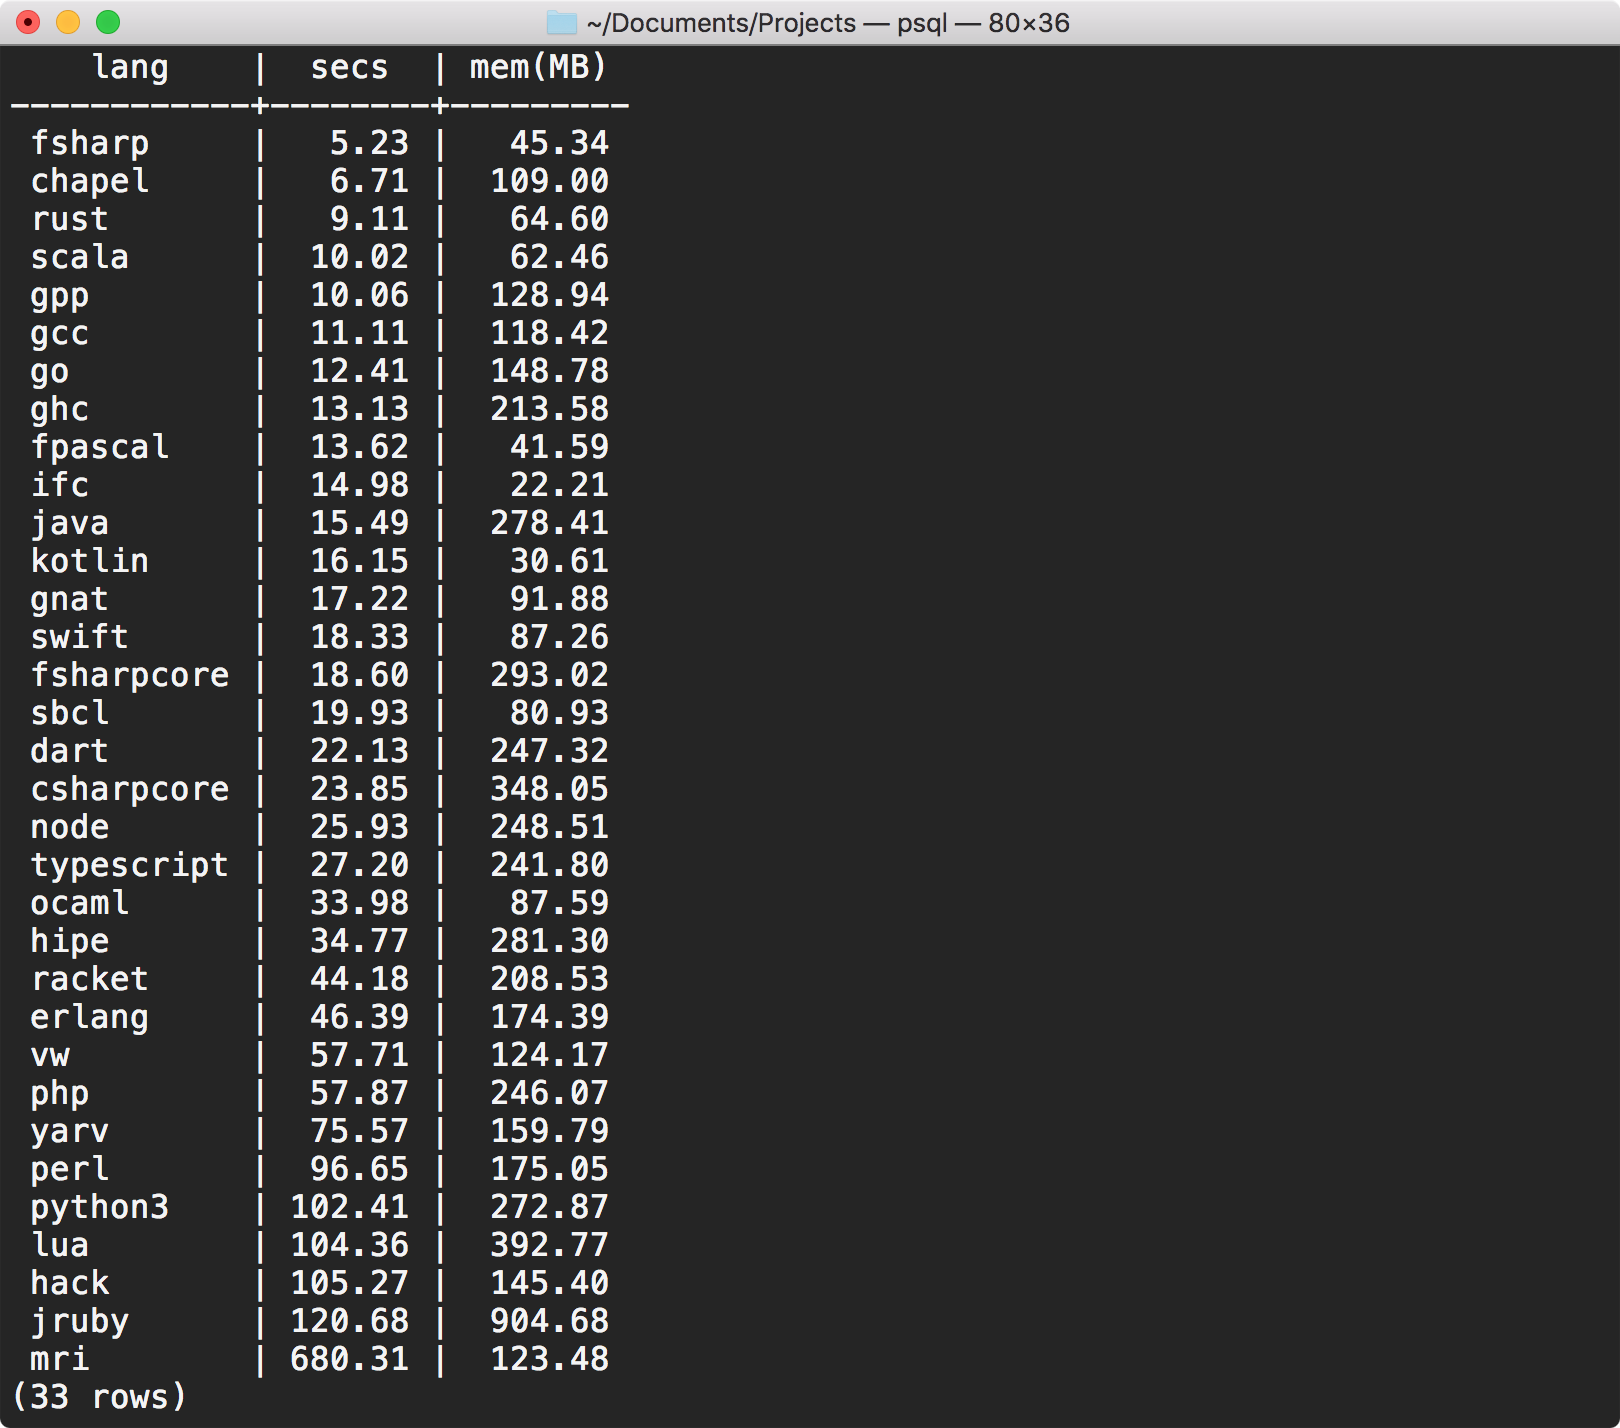 ~/Documents/Projects — psql — 80×36
    lang    |  secs  | mem(MB)
------------+--------+---------
 fsharp     |   5.23 |   45.34
 chapel     |   6.71 |  109.00
 rust       |   9.11 |   64.60
 scala      |  10.02 |   62.46
 gpp        |  10.06 |  128.94
 gcc        |  11.11 |  118.42
 go         |  12.41 |  148.78
 ghc        |  13.13 |  213.58
 fpascal    |  13.62 |   41.59
 ifc        |  14.98 |   22.21
 java       |  15.49 |  278.41
 kotlin     |  16.15 |   30.61
 gnat       |  17.22 |   91.88
 swift      |  18.33 |   87.26
 fsharpcore |  18.60 |  293.02
 sbcl       |  19.93 |   80.93
 dart       |  22.13 |  247.32
 csharpcore |  23.85 |  348.05
 node       |  25.93 |  248.51
 typescript |  27.20 |  241.80
 ocaml      |  33.98 |   87.59
 hipe       |  34.77 |  281.30
 racket     |  44.18 |  208.53
 erlang     |  46.39 |  174.39
 vw         |  57.71 |  124.17
 php        |  57.87 |  246.07
 yarv       |  75.57 |  159.79
 perl       |  96.65 |  175.05
 python3    | 102.41 |  272.87
 lua        | 104.36 |  392.77
 hack       | 105.27 |  145.40
 jruby      | 120.68 |  904.68
 mri        | 680.31 |  123.48
(33 rows)